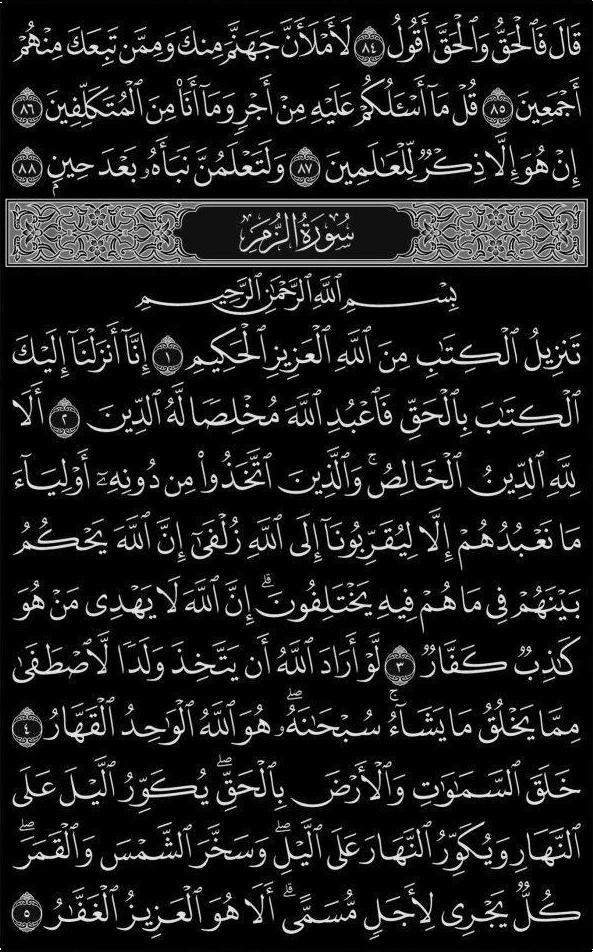 قَالَ فَٱلْحَقُّ وَٱلْحَقَّ أَقُولُ ٨٤ لَأَمْلَأَنَّ جَهَنَّمَ مِنكَ وَمِمَّن تَبِعَكَ مِنْهُمْ
أَجْمَعِينَ ٨٥ قُلْ مَآ أَسْـَٔلُكُمْ عَلَيْهِ مِنْ أَجْرٍ وَمَآ أَنَا۠ مِنَ ٱلْمُتَكَلِّفِينَ ٨٦
إِنْ هُوَ إِلَّا ذِكْرٌ لِّلْعَـٰلَمِينَ ٨٧ وَلَتَعْلَمُنَّ نَبَأَهُۥ بَعْدَ حِينٍۭ ٨٨
سُورَةُ الزُّمَرِ
بِسْمِ ٱللَّهِ ٱلرَّحْمَـٰنِ ٱلرَّحِيمِ
تَنزِيلُ ٱلْكِتَـٰبِ مِنَ ٱللَّهِ ٱلْعَزِيزِ ٱلْحَكِيمِ ١ إِنَّآ أَنزَلْنَآ إِلَيْكَ
ٱلْكِتَـٰبَ بِٱلْحَقِّ فَٱعْبُدِ ٱللَّهَ مُخْلِصًا لَّهُ ٱلدِّينَ ٢ أَلَا
لِلَّهِ ٱلدِّينُ ٱلْخَالِصُ ۚ وَٱلَّذِينَ ٱتَّخَذُوا۟ مِن دُونِهِۦٓ أَوْلِيَآءَ
مَا نَعْبُدُهُمْ إِلَّا لِيُقَرِّبُونَآ إِلَى ٱللَّهِ زُلْفَىٰٓ إِنَّ ٱللَّهَ يَحْكُمُ
بَيْنَهُمْ فِى مَا هُمْ فِيهِ يَخْتَلِفُونَ ۗ إِنَّ ٱللَّهَ لَا يَهْدِى مَنْ هُوَ
كَـٰذِبٌ كَفَّارٌ ٣ لَّوْ أَرَادَ ٱللَّهُ أَن يَتَّخِذَ وَلَدًا لَّٱصْطَفَىٰ
مِمَّا يَخْلُقُ مَا يَشَآءُ ۚ سُبْحَـٰنَهُۥ ۖ هُوَ ٱللَّهُ ٱلْوَٰحِدُ ٱلْقَهَّارُ ٤
خَلَقَ ٱلسَّمَـٰوَٰتِ وَٱلْأَرْضَ بِٱلْحَقِّ ۖ يُكَوِّرُ ٱلَّيْلَ عَلَى
ٱلنَّهَارِ وَيُكَوِّرُ ٱلنَّهَارَ عَلَى ٱلَّيْلِ ۖ وَسَخَّرَ ٱلشَّمْسَ وَٱلْقَمَرَ ۖ
كُلٌّ يَجْرِى لِأَجَلٍ مُّسَمًّى ۗ أَلَا هُوَ ٱلْعَزِيزُ ٱلْغَفَّـٰرُ ٥